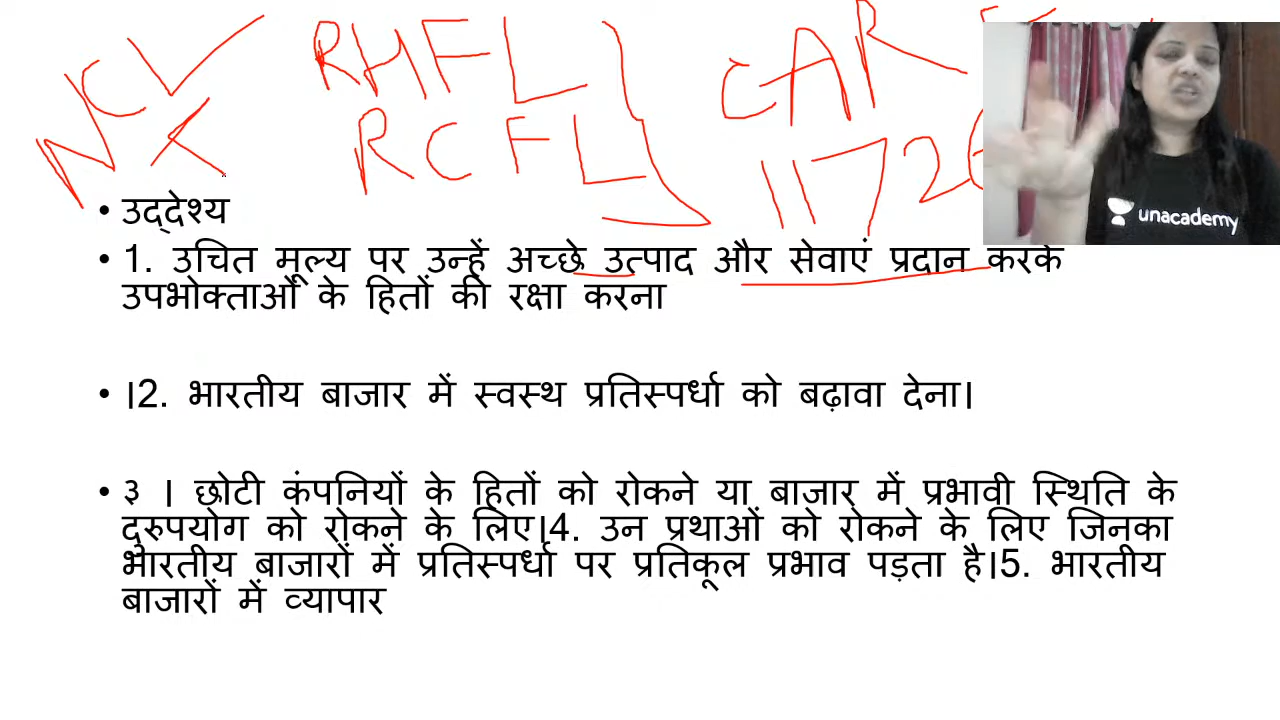 NC
RHFL
RCFL
CAR
1172
unacademy
• उद्देश्य
• 1. उचित मूल्य पर उन्हें अच्छे उत्पाद और सेवाएं प्रदान करके
उपभोक्ताओं के हितों की रक्षा करना
• ।2. भारतीय बाजार में स्वस्थ प्रतिस्पर्धा को बढ़ावा देना।
• ३ । छोटी कंपनियों के हितों को रोकने या बाजार में प्रभावी स्थिति के
दुरुपयोग को रोकने के लिए।4. उन प्रथाओं को रोकने के लिए जिनका
भारतीय बाजारों में प्रतिस्पर्धा पर प्रतिकूल प्रभाव पड़ता है।5. भारतीय
बाजारों में व्यापार